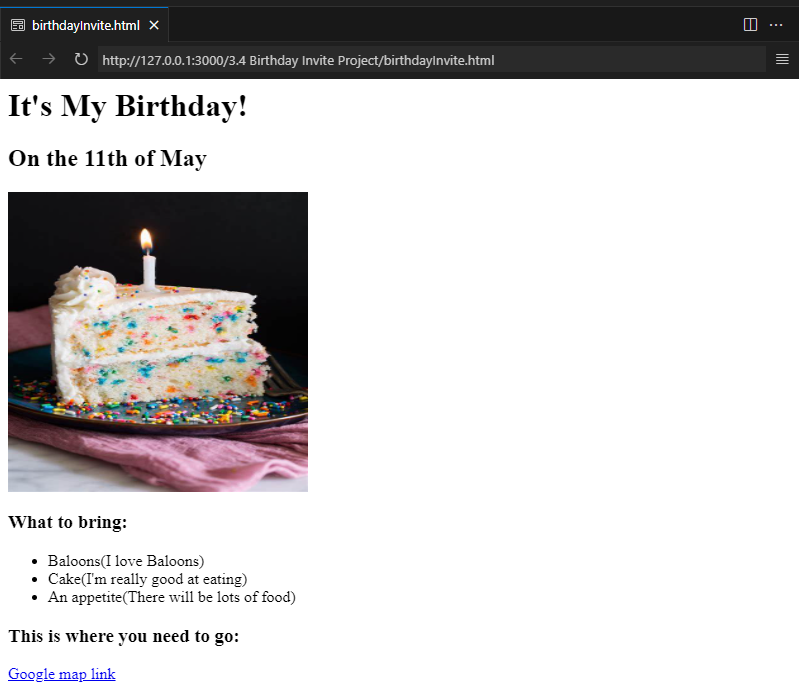 birthdayInvite.html
http://127.0.0.1:3000/3.4 Birthday Invite Project/birthdayInvite.html
It's My Birthday!
On the 11th of May
What to bring:
Baloons(I love Baloons)
Cake(I'm really good at eating)
An appetite(There will be lots of food)
This is where you need to go:
Google map link